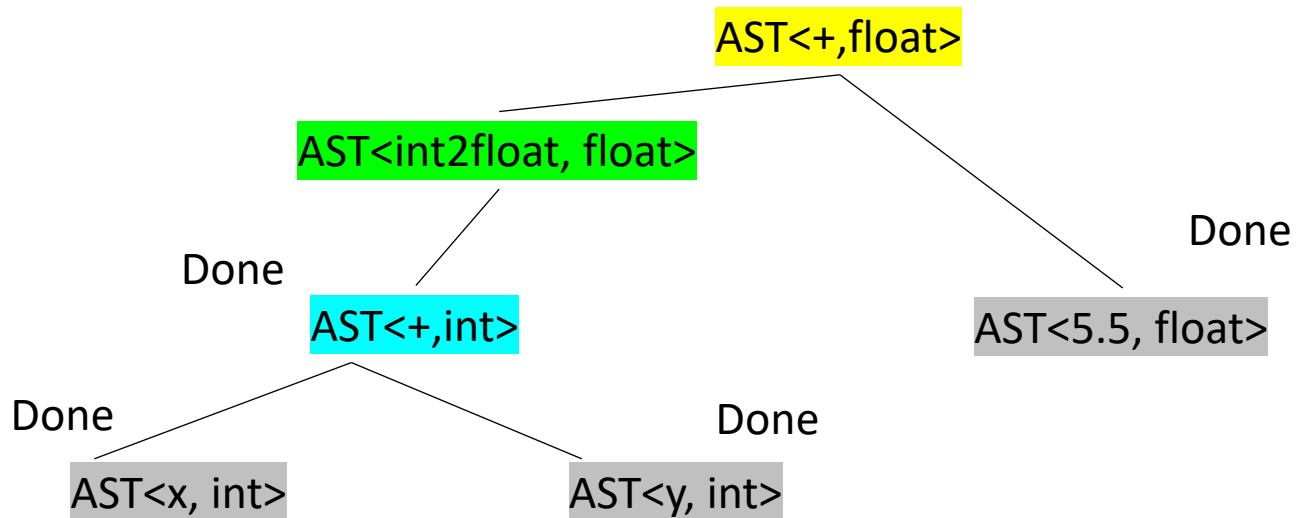 AST<+,float>
AST<int2float, float>
Done
Done
AST<+,int>
AST<5.5, float>
Done
Done
AST<x, int>
AST<y, int>